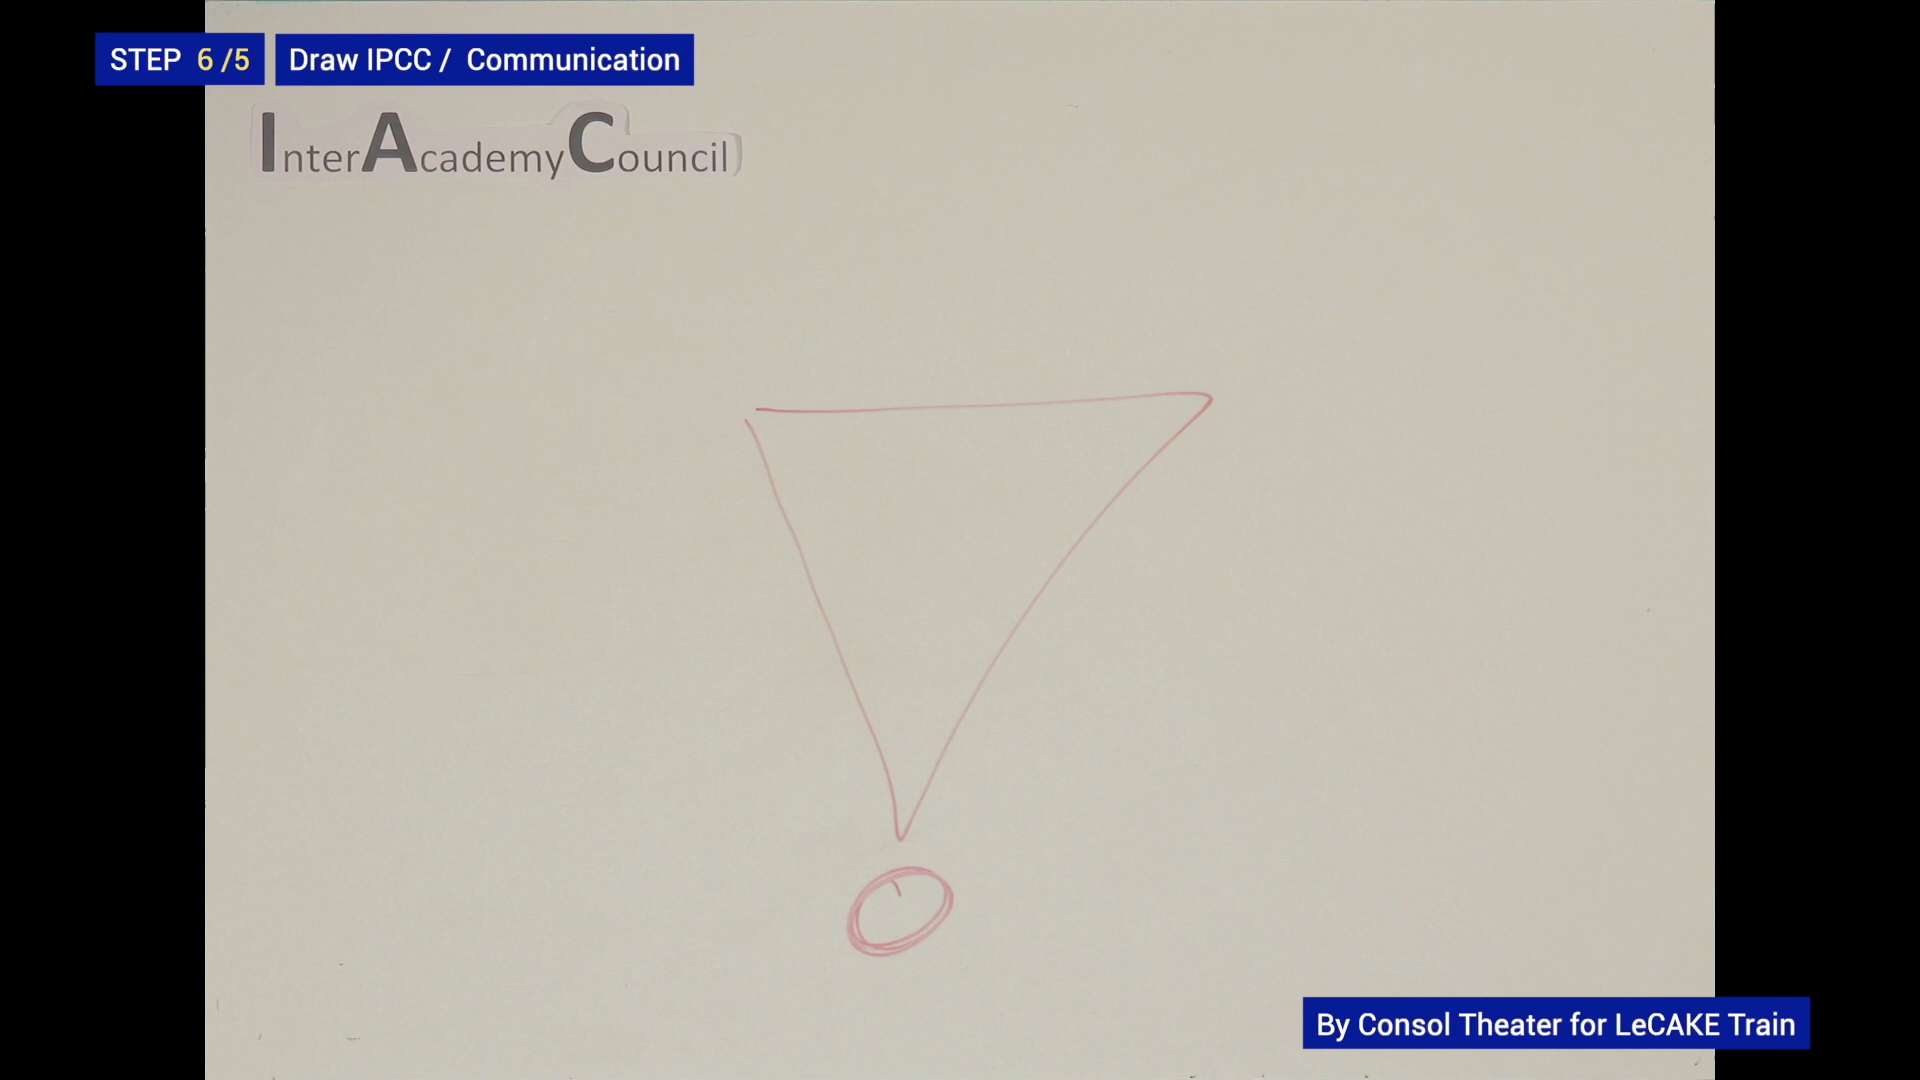 STEP 6 /5 Draw IPCC / Communication
InterAcademyCouncil
By Consol Theater for LeCAKE Train